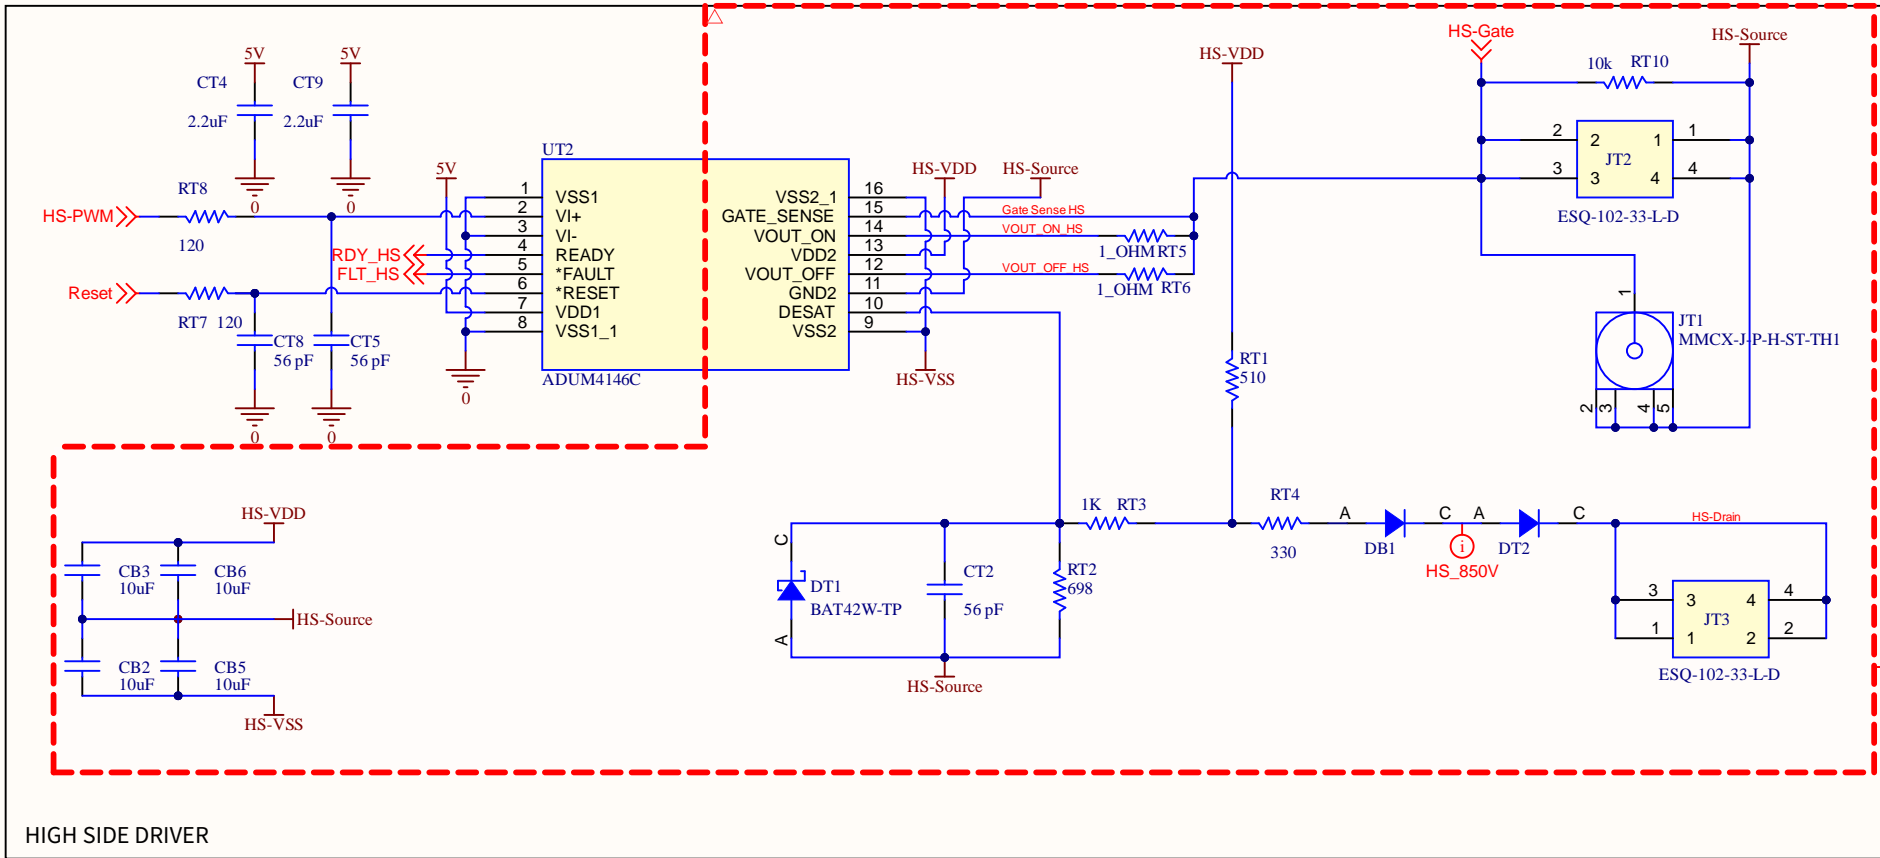 HS-Gate
HS-Source
5V
5V
HS-VDD
10k
RT10
CT4
CT9
2.2uF
2.2uF
2
2
1
1
JT2
3
3
4
4
ESQ-102-33-L-D
UT2
5V
HS-VDD
HS-Source
RT8
0
0
HS-PWM
120
1
VSS1
VSS2_1
16
2
VI+
GATE_SENSE
15
Gate Sense HS
3
VI-
VOUT_ON
14
VOUT_ON_HS
RDY_HS
4
READY
VDD2
13
1_OHM
RT5
FLT_HS
5
*FAULT
VOUT_OFF
12
VOUT_OFF_HS
Reset
6
*RESET
GND2
11
1_OHM
RT6
RT7
120
7
VDD1
DESAT
10
8
VSS1_1
VSS2
9
CT8
56 pF
CT5
56 pF
ADUM4146C
HS-VSS
0
0
0
RT1
510
1
JT1
MMCX-J-P-H-ST-TH1
2
3
4
5
HS-VDD
CB3
10uF
CB6
10uF
HS-Source
CB2
10uF
CB5
10uF
HS-VSS
1K
RT3
RT4
330
A
C
A
C
DB1
DT2
i
HS_850V
HS-Drain
C
DT1
BAT42W-TP
A
CT2
56 pF
RT2
698
HS-Source
3
3
4
4
JT3
1
1
2
2
ESQ-102-33-L-D
HIGH SIDE DRIVER